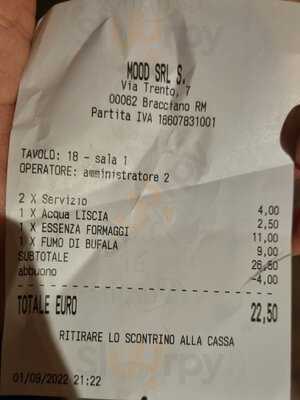 MOOD SRL S.
Via Trento, 7
00062 Bracciano RM
Partita IVA 16607831001
TAVOLO: 18 - sala 1
OPERATORE: amministratore 2
2 X Servizio 4,00
1 X Acqua LISCIA 2,50
1 X ESSENZA FORMAGGI 11,00
1 X FUMO DI BUFALA 9,00
SUBTOTALE 26,50
abbuono -4,00
TOTALE EURO 22,50
RITIRARE LO SCONTRINO ALLA CASSA
01/09/2022 21:22